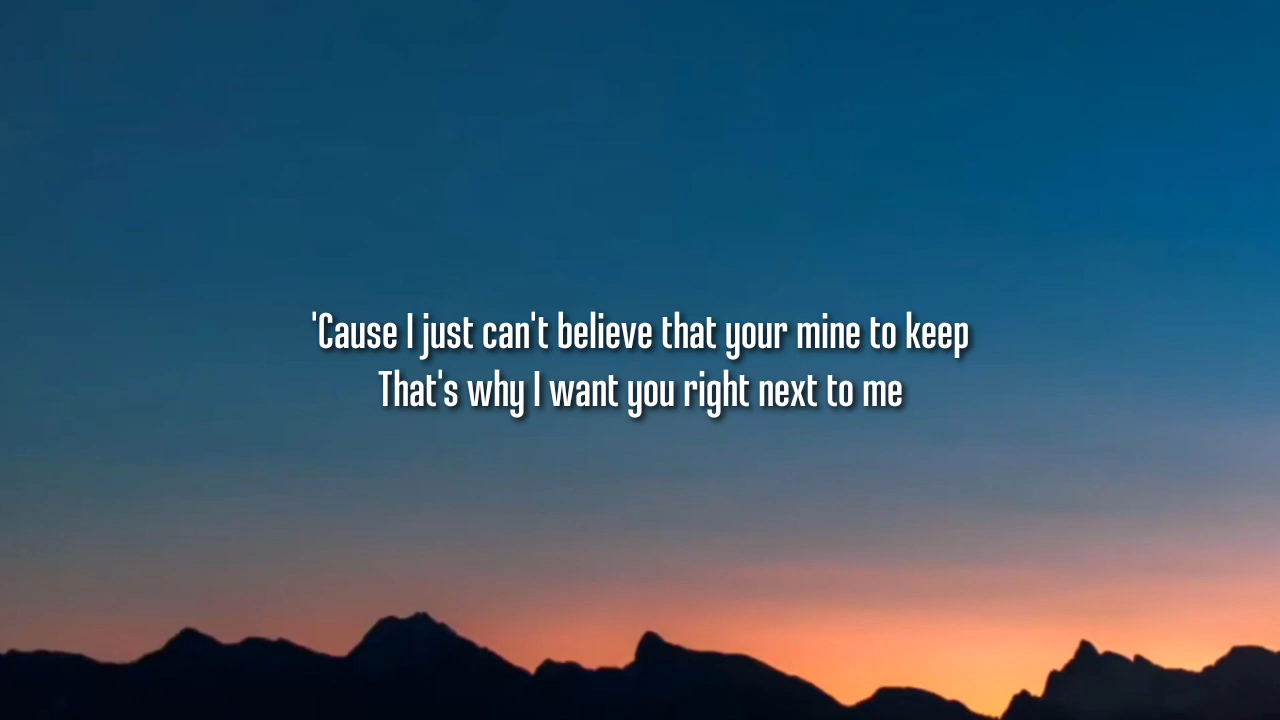 'Cause I just can't believe that your mine to keep
That's why I want you right next to me